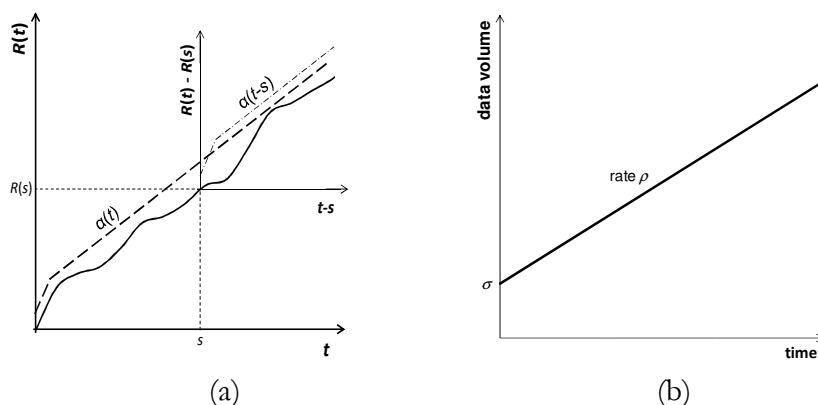 R(t)
R(t) - R(s)
α(t-s)
R(s)
α(t)
t-s
s
t
(a)
data volume
rate ρ
σ
time
(b)